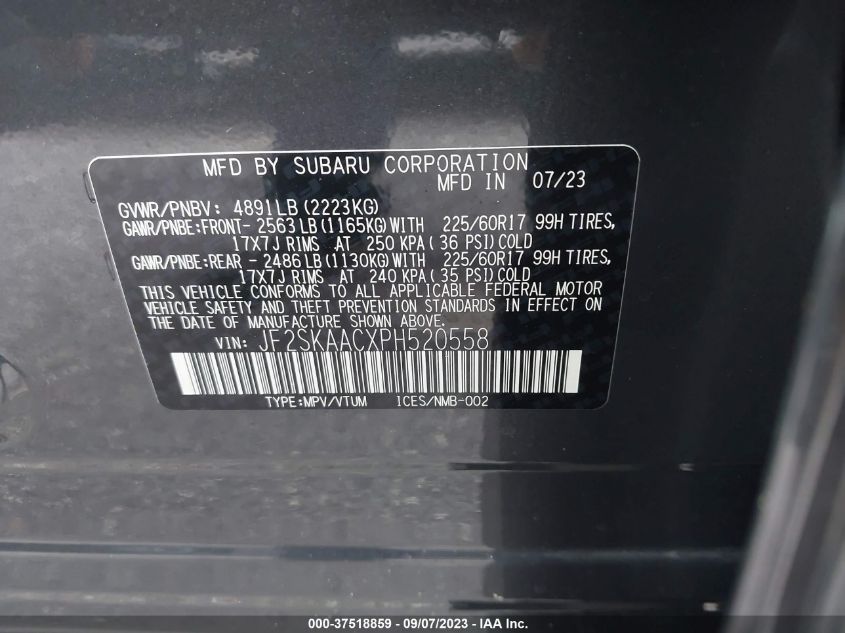 MFD BY SUBARU CORPORATION
MFD IN 07/23
GVWR/PNBV: 4891LB(2223KG)
GAWR/PNBE:FRONT- 2563LB(1165KG)WITH 225/60R17 99H TIRES,
17X7J RIMS AT 250 KPA( 36 PSI)COLD
GAWR/PNBE:REAR - 2486LB(1130KG)WITH 225/60R17 99H TIRES,
17X7J RIMS AT 240 KPA( 35 PSI)COLD
THIS VEHICLE CONFORMS TO ALL APPLICABLE FEDERAL MOTOR
VEHICLE SAFETY AND THEFT PREVENTION STANDARDS IN EFFECT ON
THE DATE OF MANUFACTURE SHOWN ABOVE.
VIN: JF2SKAACXPH520558
TYPE:MPV/VTUM ICES/NMB-002
000-37518859 - 09/07/2023 - IAA Inc.